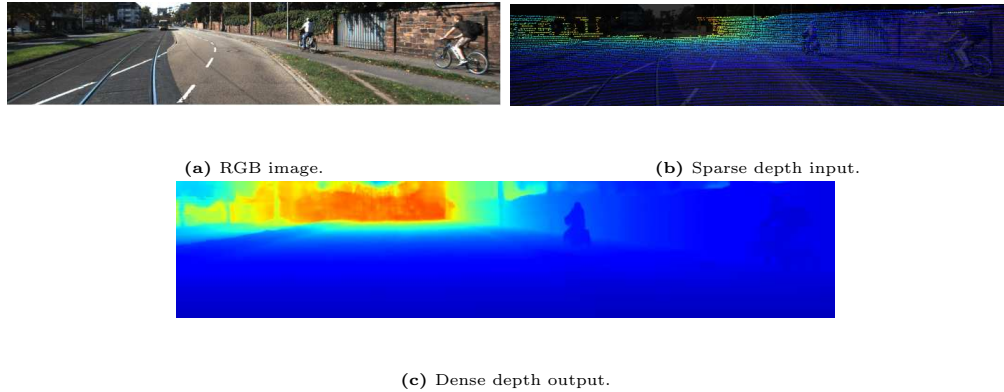 (a) RGB image.
(b) Sparse depth input.
(c) Dense depth output.